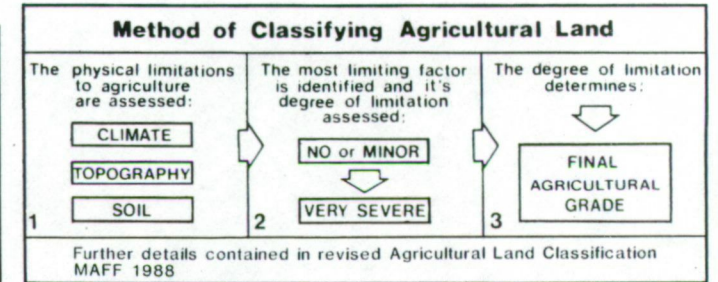 Method of Classifying Agricultural Land
The physical limitations
to agriculture
are assessed:
CLIMATE
TOPOGRAPHY
SOIL
1
The most limiting factor
is identified and it's
degree of limitation
assessed:
NO or MINOR
VERY SEVERE
2
The degree of limitation
determines:
FINAL
AGRICULTURAL
GRADE
3
Further details contained in revised Agricultural Land Classification
MAFF 1988